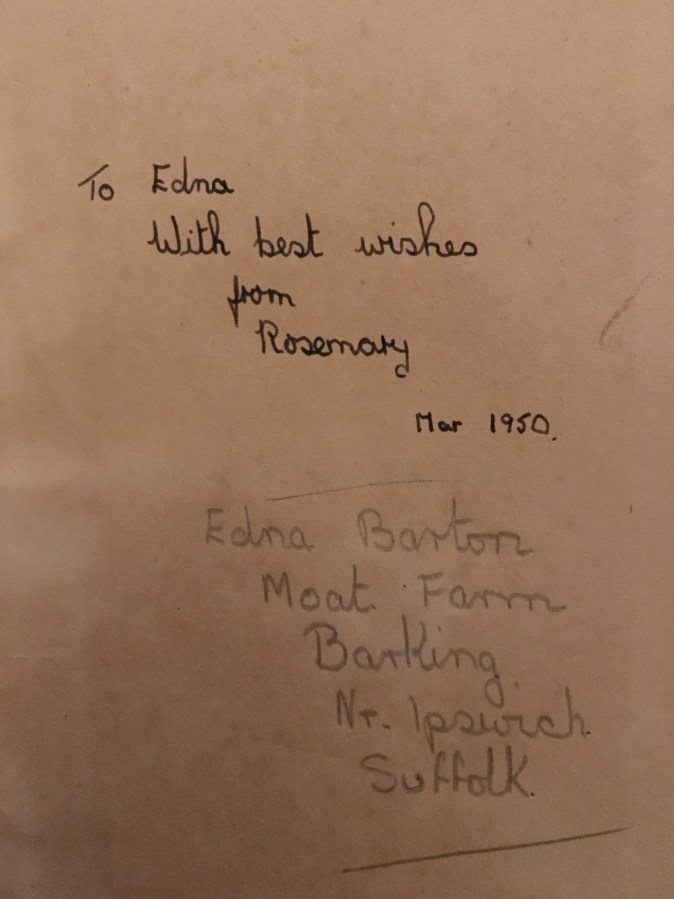 To Edna
With best wishes
from
Rosemary
Mar 1950.
Edna Barton
Moat Farm
Barking
Nr. Ipswich
Suffolk.